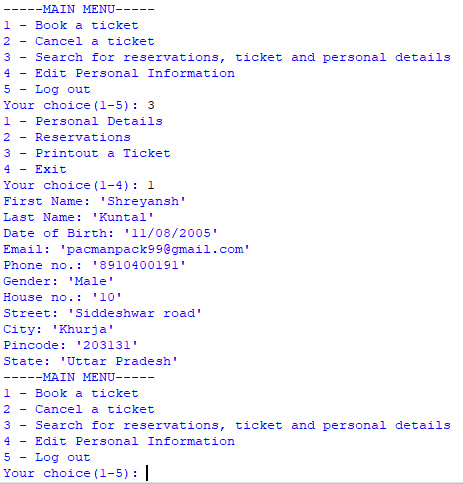 -----MAIN MENU-----
1 - Book a ticket
2 - Cancel a ticket
3 - Search for reservations, ticket and personal details
4 - Edit Personal Information
5 - Log out
Your choice(1-5): 3
1 - Personal Details
2 - Reservations
3 - Printout a Ticket
4 - Exit
Your choice(1-4): 1
First Name: 'Shreyansh'
Last Name: 'Kuntal'
Date of Birth: '11/08/2005'
Email: 'pacmanpack99@gmail.com'
Phone no.: '8910400191'
Gender: 'Male'
House no.: '10'
Street: 'Siddeshwar road'
City: 'Khurja'
Pincode: '203131'
State: 'Uttar Pradesh'
-----MAIN MENU-----
1 - Book a ticket
2 - Cancel a ticket
3 - Search for reservations, ticket and personal details
4 - Edit Personal Information
5 - Log out
Your choice(1-5):